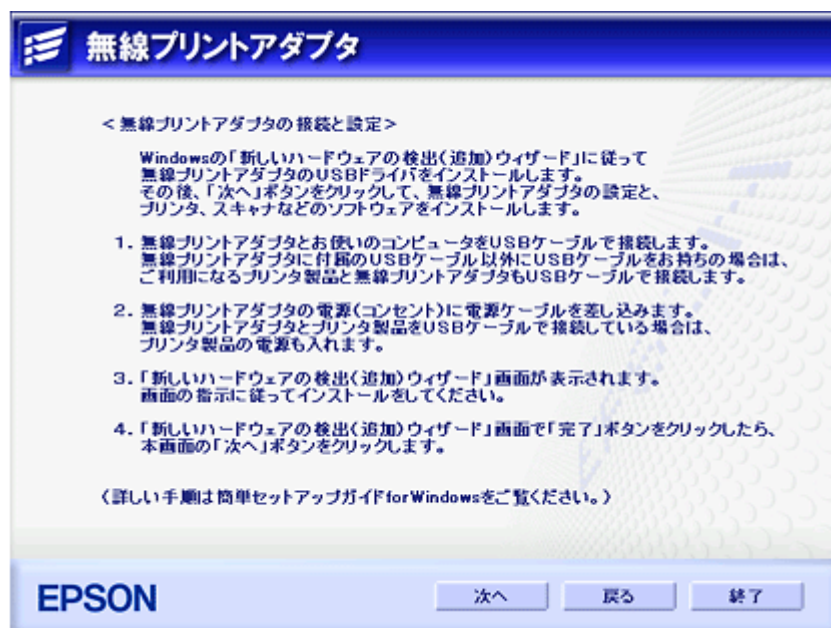 無線プリントアダプタ
<無線プリントアダプタの接続と設定>
Windowsの「新しいハードウェアの検出(追加)ウィザード」に従って
無線プリントアダプタのUSBドライバをインストールします。
その後、「次へ」ボタンをクリックして、無線プリントアダプタの設定と、
プリンタ、スキャナなどのソフトウェアをインストールします。
1. 無線プリントアダプタとお使いのコンピュータをUSBケーブルで接続します。
無線プリントアダプタに付属のUSBケーブル以外にUSBケーブルをお持ちの場合は、
ご利用になるプリンタ製品と無線プリントアダプタもUSBケーブルで接続します。
2. 無線プリントアダプタの電源(コンセント)に電源ケーブルを差し込みます。
無線プリントアダプタとプリンタ製品をUSBケーブルで接続している場合は、
プリンタ製品の電源も入れます。
3.「新しいハードウェアの検出(追加)ウィザード」画面が表示されます。
画面の指示に従ってインストールをしてください。
4.「新しいハードウェアの検出(追加)ウィザード」画面で「完了」ボタンをクリックしたら、
本画面の「次へ」ボタンをクリックします。
(詳しい手順は簡単セットアップガイドforWindowsをご覧ください。)
EPSON
次へ
戻る
終了